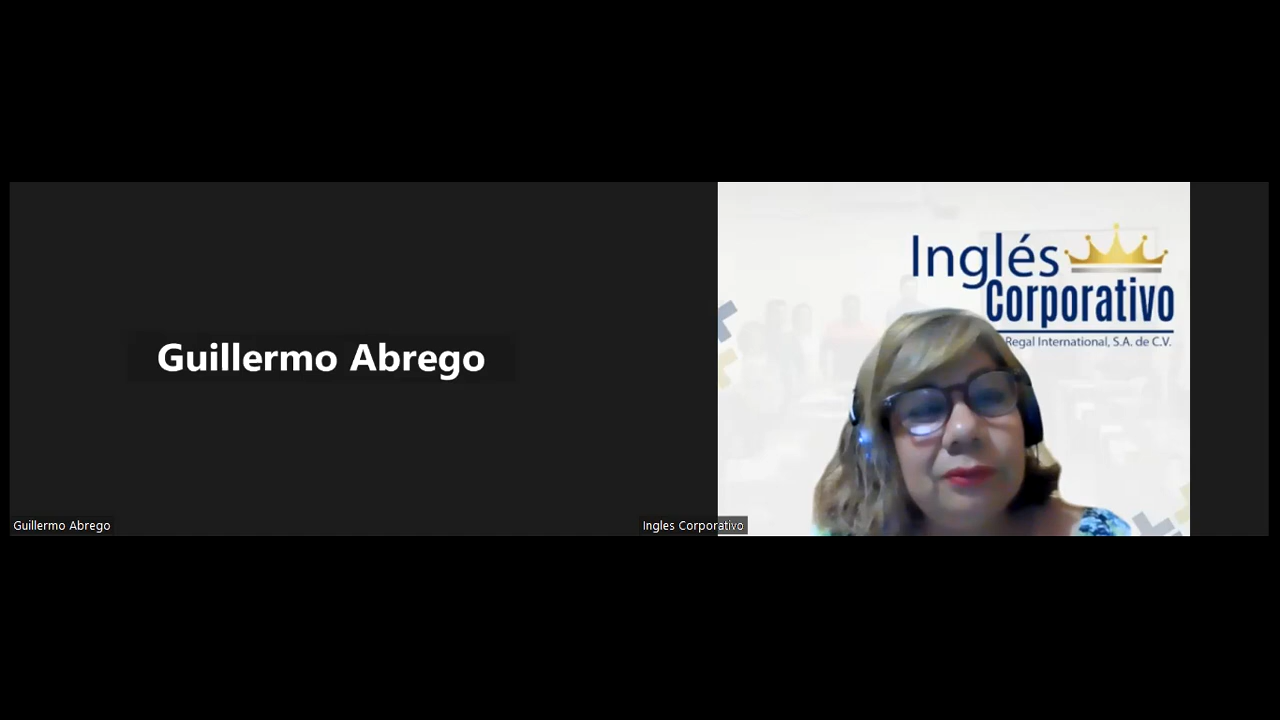 Guillermo Abrego
Guillermo Abrego
Inglés
Corporativo
Regal International, S.A. de C.V.
Ingles Corporativo